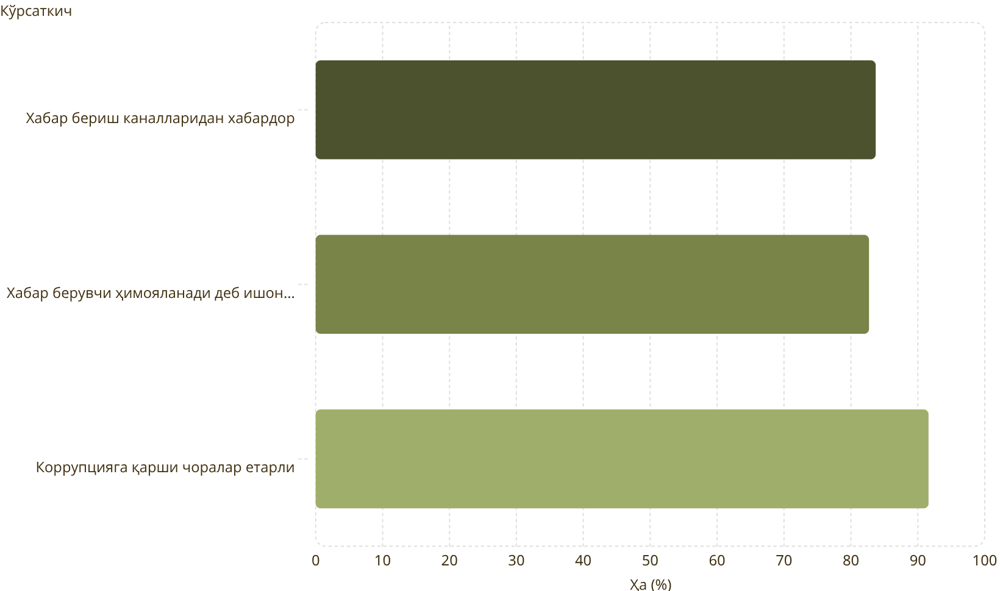 Кўрсаткич
Хабар бериш каналларидан хабардор
Хабар берувчи ҳимояланади деб ишон...
Коррупцияга қарши чоралар етарли
0 10 20 30 40 50 60 70 80 90 100
Ҳа (%)